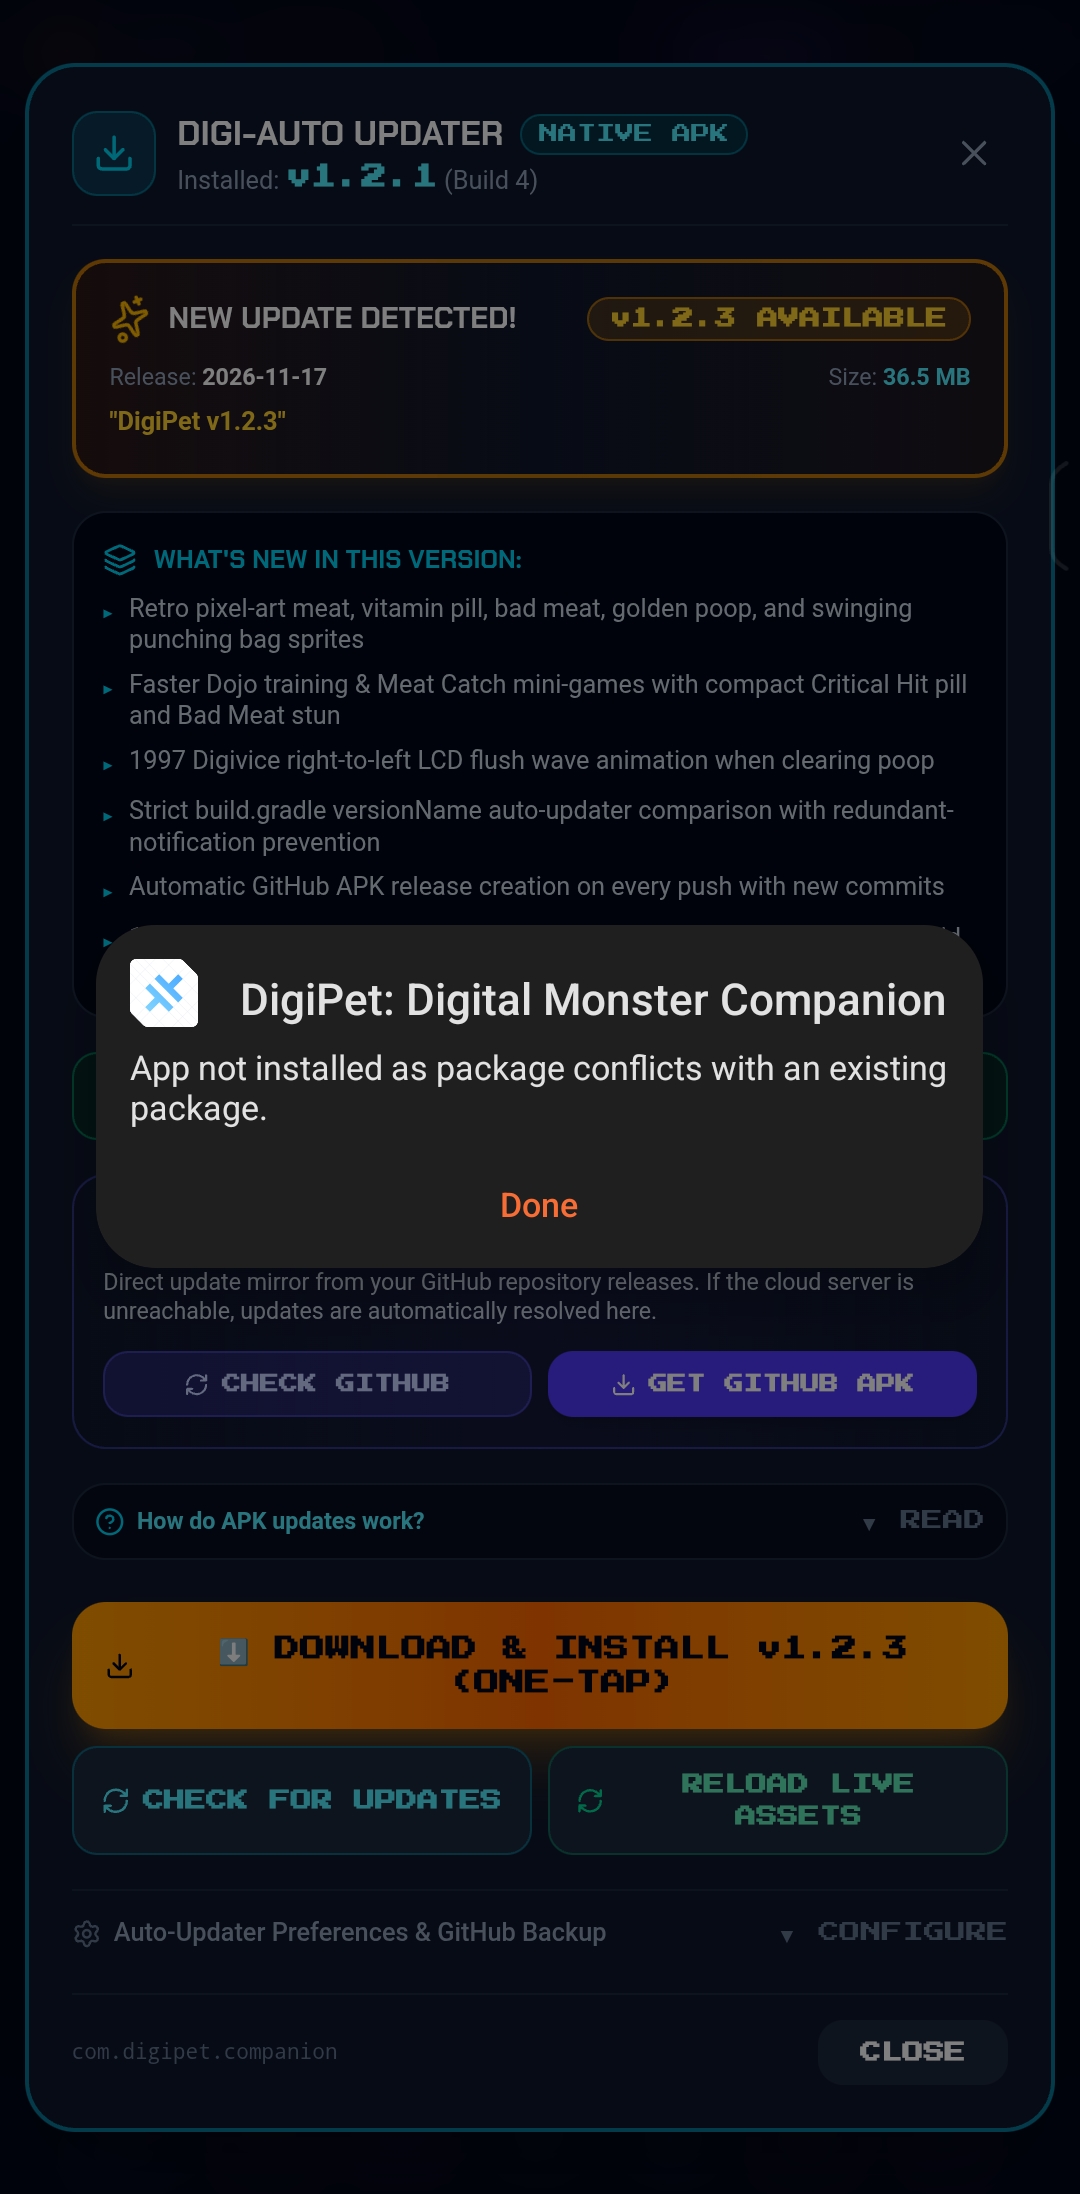 DIGI-AUTO UPDATER NATIVE APK
Installed: v1.2.1 (Build 4)
NEW UPDATE DETECTED! v1.2.3 AVAILABLE
Release: 2026-11-17 Size: 36.5 MB
"DigiPet v1.2.3"
WHAT'S NEW IN THIS VERSION:
▸ Retro pixel-art meat, vitamin pill, bad meat, golden poop, and swinging
punching bag sprites
▸ Faster Dojo training & Meat Catch mini-games with compact Critical Hit pill
and Bad Meat stun
▸ 1997 Digivice right-to-left LCD flush wave animation when clearing poop
▸ Strict build.gradle versionName auto-updater comparison with redundant-
notification prevention
▸ Automatic GitHub APK release creation on every push with new commits
DigiPet: Digital Monster Companion
App not installed as package conflicts with an existing
package.
Done
Direct update mirror from your GitHub repository releases. If the cloud server is
unreachable, updates are automatically resolved here.
CHECK GITHUB GET GITHUB APK
How do APK updates work? ▼ READ
⬇️ DOWNLOAD & INSTALL v1.2.3
(ONE-TAP)
CHECK FOR UPDATES
RELOAD LIVE
ASSETS
Auto-Updater Preferences & GitHub Backup ▼ CONFIGURE
com.digipet.companion CLOSE